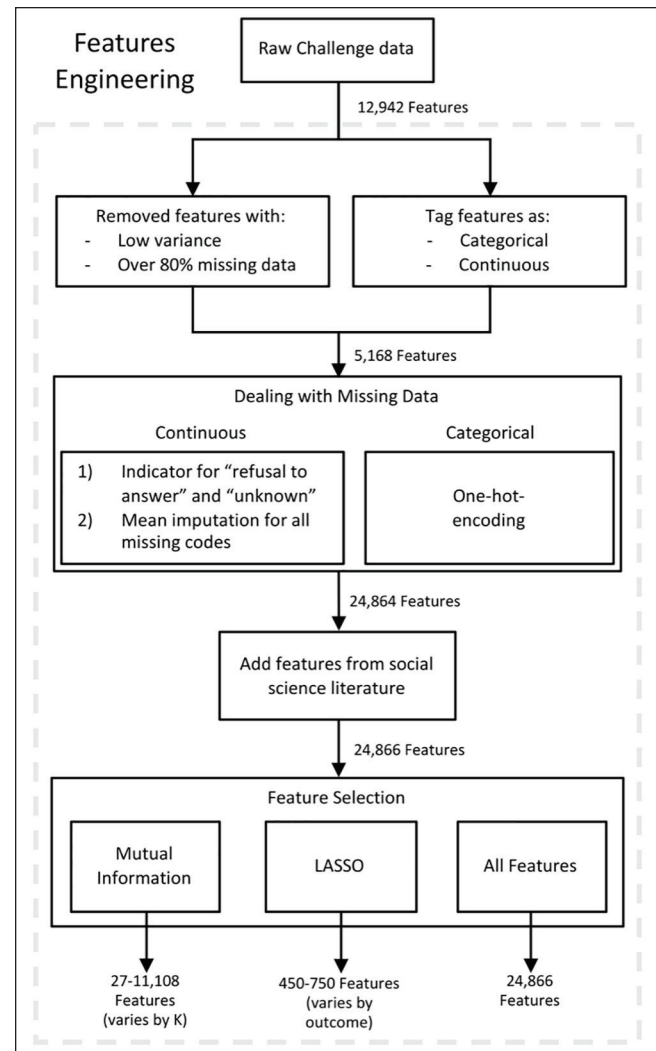 Features
Engineering
Raw Challenge data
12,942 Features
Removed features with:
- Low variance
- Over 80% missing data
Tag features as:
- Categorical
- Continuous
5,168 Features
Dealing with Missing Data
Continuous
1) Indicator for “refusal to
answer” and “unknown”
2) Mean imputation for all
missing codes
Categorical
One-hot-
encoding
24,864 Features
Add features from social
science literature
24,866 Features
Feature Selection
Mutual
Information
LASSO
All Features
27-11,108
Features
(varies by K)
450-750 Features
(varies by
outcome)
24,866
Features